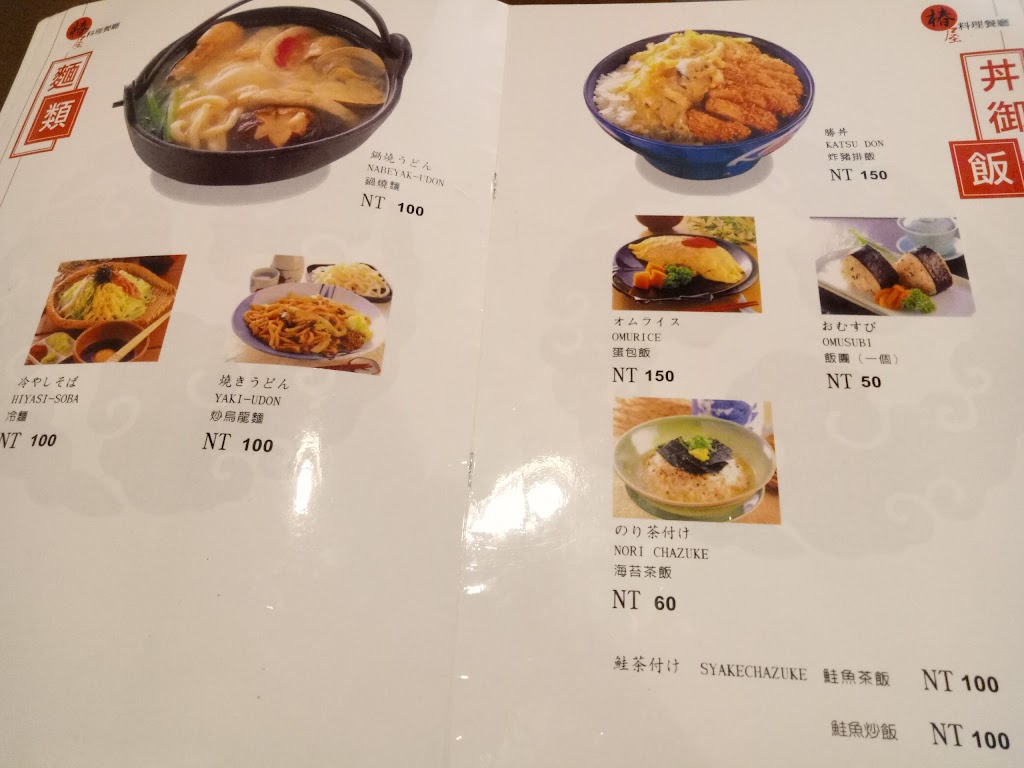 椿屋料理餐廳
麵類
鍋燒うどん
NABEYAK-UDON
鍋燒麵
NT 100
冷やしそば
HIYASI-SOBA
冷麵
NT 100
焼きうどん
YAKI-UDON
炒烏龍麵
NT 100
椿屋料理餐廳
丼御飯
勝丼
KATSU DON
炸豬排飯
NT 150
オムライス
OMURICE
蛋包飯
NT 150
おむすび
OMUSUBI
飯團（一個）
NT 50
のり茶付け
NORI CHAZUKE
海苔茶飯
NT 60
鮭茶付け SYAKECHAZUKE 鮭魚茶飯 NT 100
鮭魚炒飯 NT 100